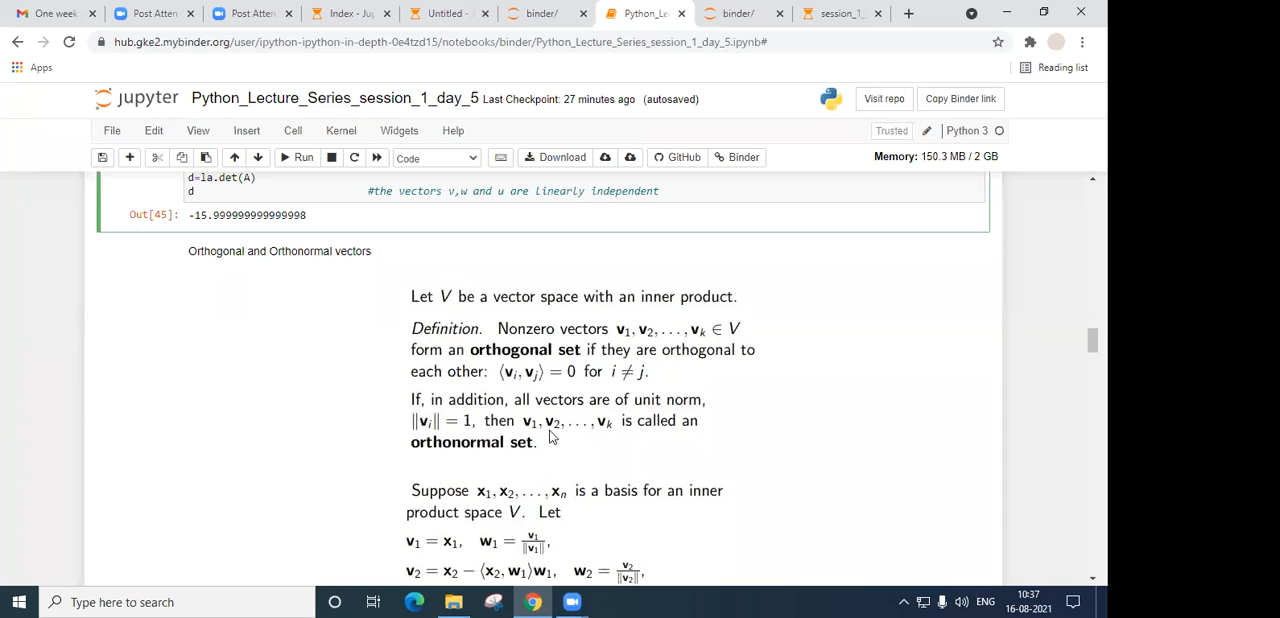 One week
Post Atten
Post Atten
Index - Ju
Untitled -
binder/
Python_Le
binder/
session_1_
hub.gke2.mybinder.org/user/ipython-ipython-in-depth-0e4tzd15/notebooks/binder/Python_Lecture_Series_session_1_day_5.ipynb#
Apps
Reading list
jupyter Python_Lecture_Series_session_1_day_5 Last Checkpoint: 27 minutes ago (autosaved)
Visit repo Copy Binder link
File Edit View Insert Cell Kernel Widgets Help
Trusted Python 3
Run Code Download GitHub Binder Memory: 150.3 MB / 2 GB
d=la.det(A)
d #the vectors v,w and u are linearly independent
Out[45]: -15.999999999999998
Orthogonal and Orthonormal vectors
Let V be a vector space with an inner product.
Definition. Nonzero vectors v₁, v₂, . . . , vₖ ∈ V
form an orthogonal set if they are orthogonal to
each other: ⟨vᵢ, vⱼ⟩ = 0 for i ≠ j.
If, in addition, all vectors are of unit norm,
‖vᵢ‖ = 1, then v₁, v₂, . . . , vₖ is called an
orthonormal set.
Suppose x₁, x₂, . . . , xₙ is a basis for an inner
product space V. Let
v₁ = x₁, w₁ = v₁/‖v₁‖,
v₂ = x₂ − ⟨x₂, w₁⟩w₁, w₂ = v₂/‖v₂‖,
Type here to search
ENG
10:37
16-08-2021